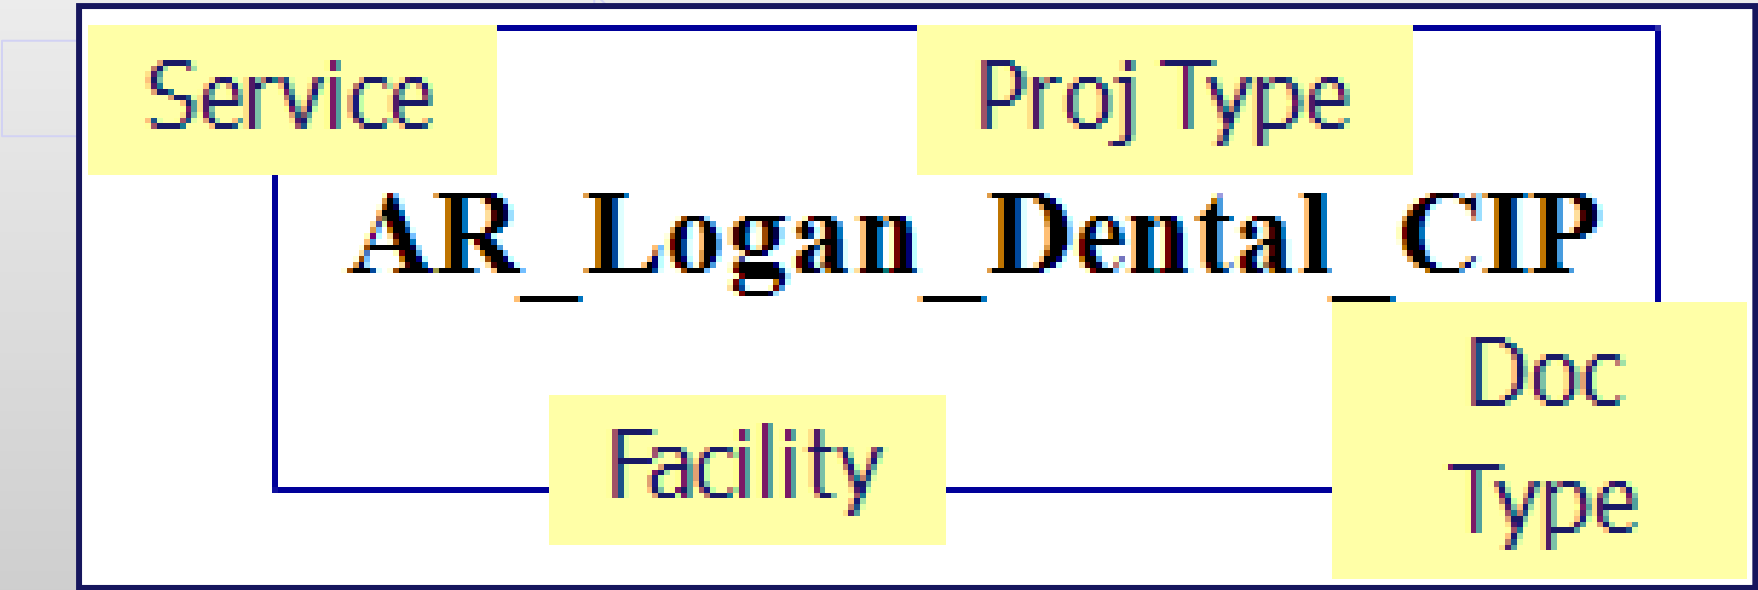 Service
Proj Type
AR_Logan_Dental_CIP
Facility
Doc
Type